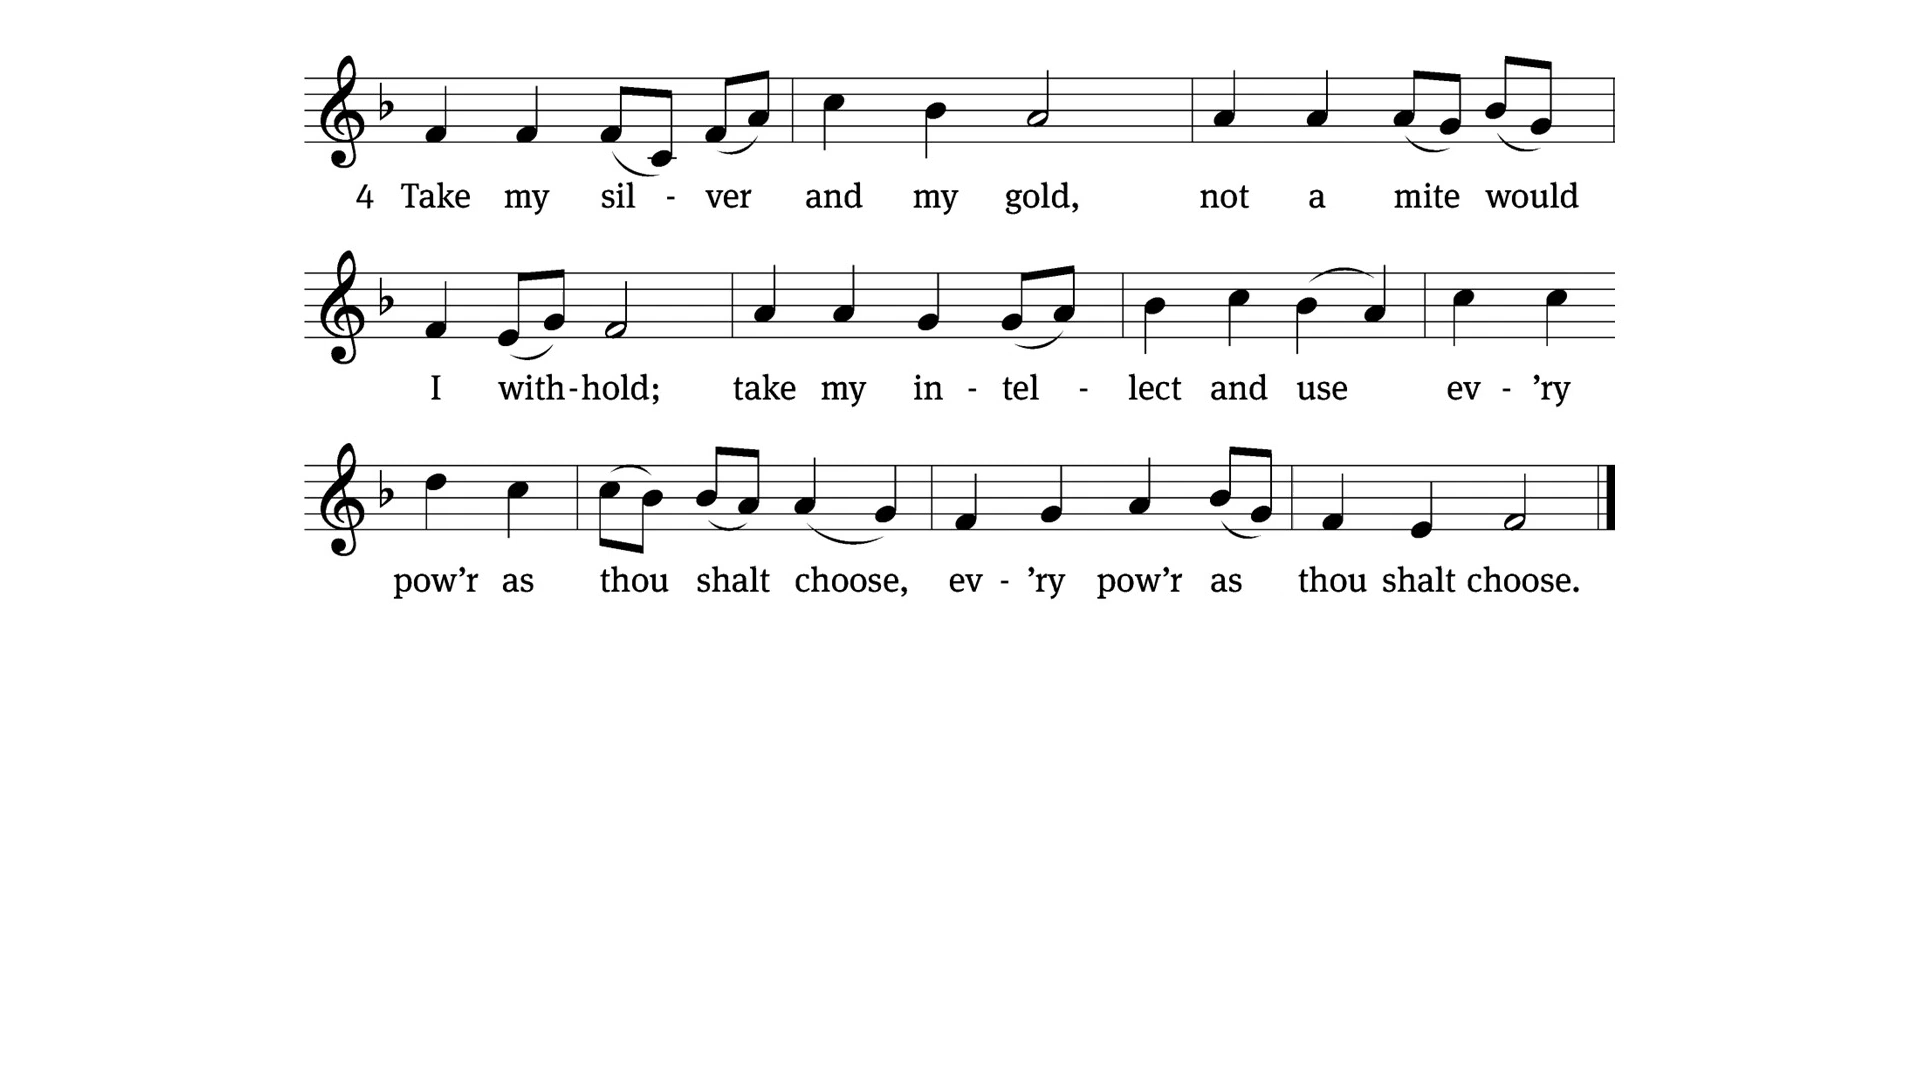 4 Take my sil - ver and my gold, not a mite would
I with - hold; take my in - tel - lect and use ev - ’ry
pow’r as thou shalt choose, ev - ’ry pow’r as thou shalt choose.